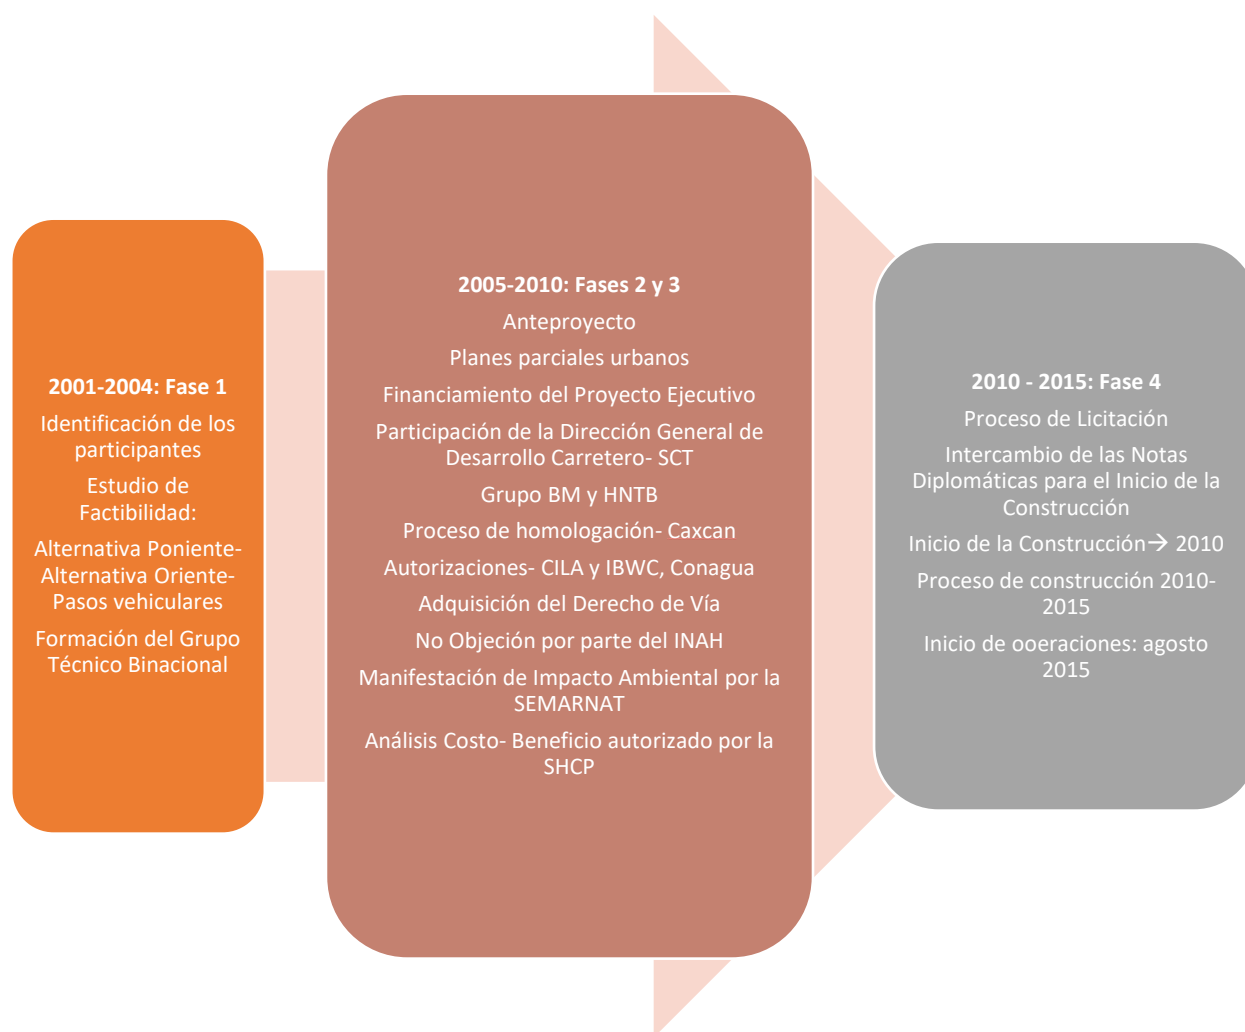 2001-2004: Fase 1
Identificación de los
participantes
Estudio de
Factibilidad:
Alternativa Poniente-
Alternativa Oriente-
Pasos vehiculares
Formación del Grupo
Técnico Binacional
2005-2010: Fases 2 y 3
Anteproyecto
Planes parciales urbanos
Financiamiento del Proyecto Ejecutivo
Participación de la Dirección General de
Desarrollo Carretero- SCT
Grupo BM y HNTB
Proceso de homologación- Caxcan
Autorizaciones- CILA y IBWC, Conagua
Adquisición del Derecho de Vía
No Objeción por parte del INAH
Manifestación de Impacto Ambiental por la
SEMARNAT
Análisis Costo- Beneficio autorizado por la
SHCP
2010 - 2015: Fase 4
Proceso de Licitación
Intercambio de las Notas
Diplomáticas para el Inicio de la
Construcción
Inicio de la Construcción→ 2010
Proceso de construcción 2010-
2015
Inicio de ooeraciones: agosto
2015